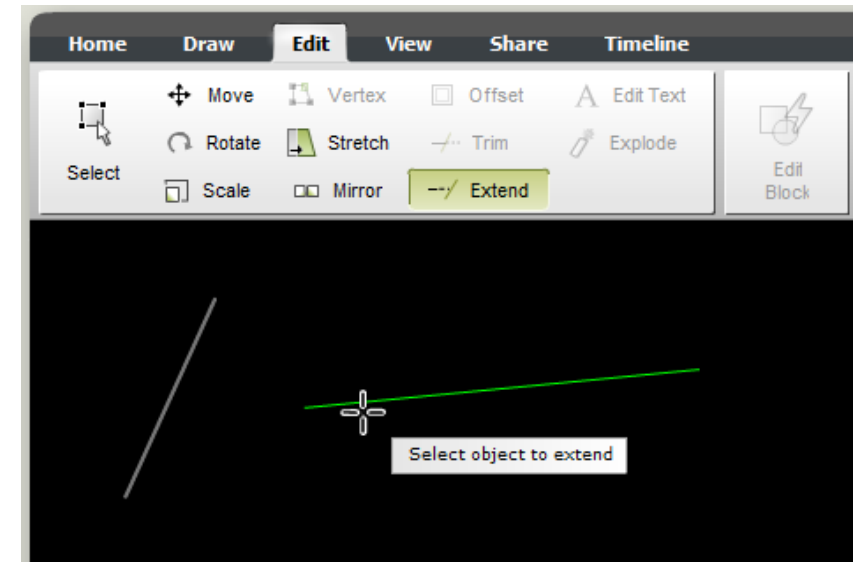 Home Draw Edit View Share Timeline
Move Vertex Offset Edit Text
Rotate Stretch Trim Explode
Select Edit
Scale Mirror Extend Block
Select object to extend